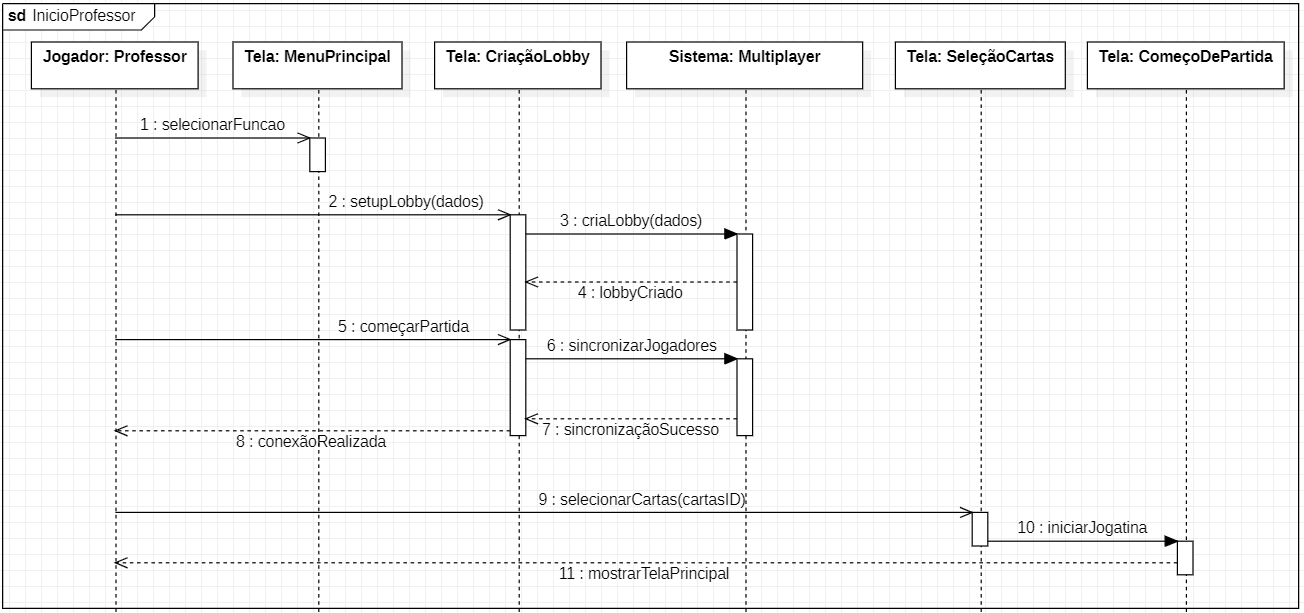 sd InicioProfessor
Jogador: Professor
Tela: MenuPrincipal
Tela: CriaçãoLobby
Sistema: Multiplayer
Tela: SeleçãoCartas
Tela: ComeçoDePartida
1 : selecionarFuncao
2 : setupLobby(dados)
3 : criaLobby(dados)
4 : lobbyCriado
5 : começarPartida
6 : sincronizarJogadores
7 : sincronizaçãoSucesso
8 : conexãoRealizada
9 : selecionarCartas(cartasID)
10 : iniciarJogatina
11 : mostrarTelaPrincipal